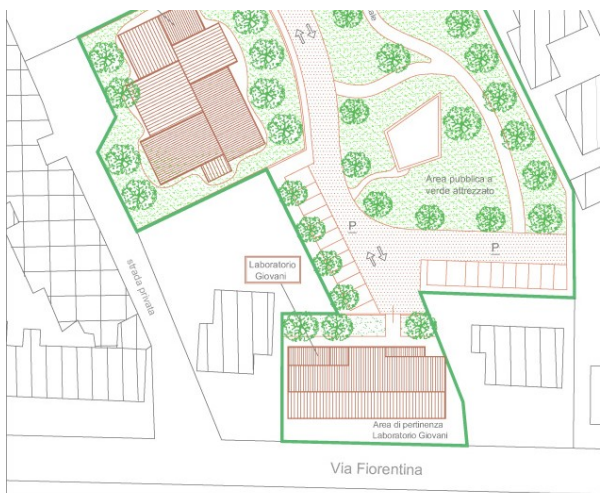 Area pubblica a
verde attrezzato
P
P
Laboratorio
Giovani
strada privata
Area di pertinenza
Laboratorio Giovani
Via Fiorentina